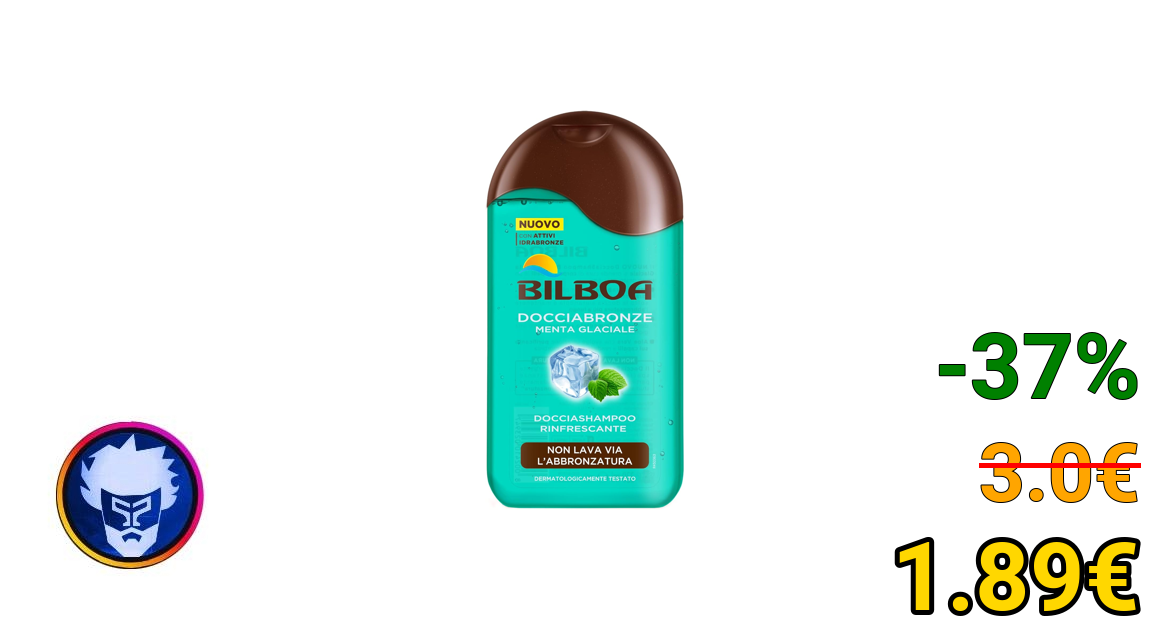 NUOVO
CON ATTIVI
IDRABRONZE
BILBOA
DOCCIABRONZE
MENTA GLACIALE
DOCCIASHAMPOO
RINFRESCANTE
NON LAVA VIA
L'ABBRONZATURA
DERMATOLOGICAMENTE TESTATO
-37%
3.0€
1.89€